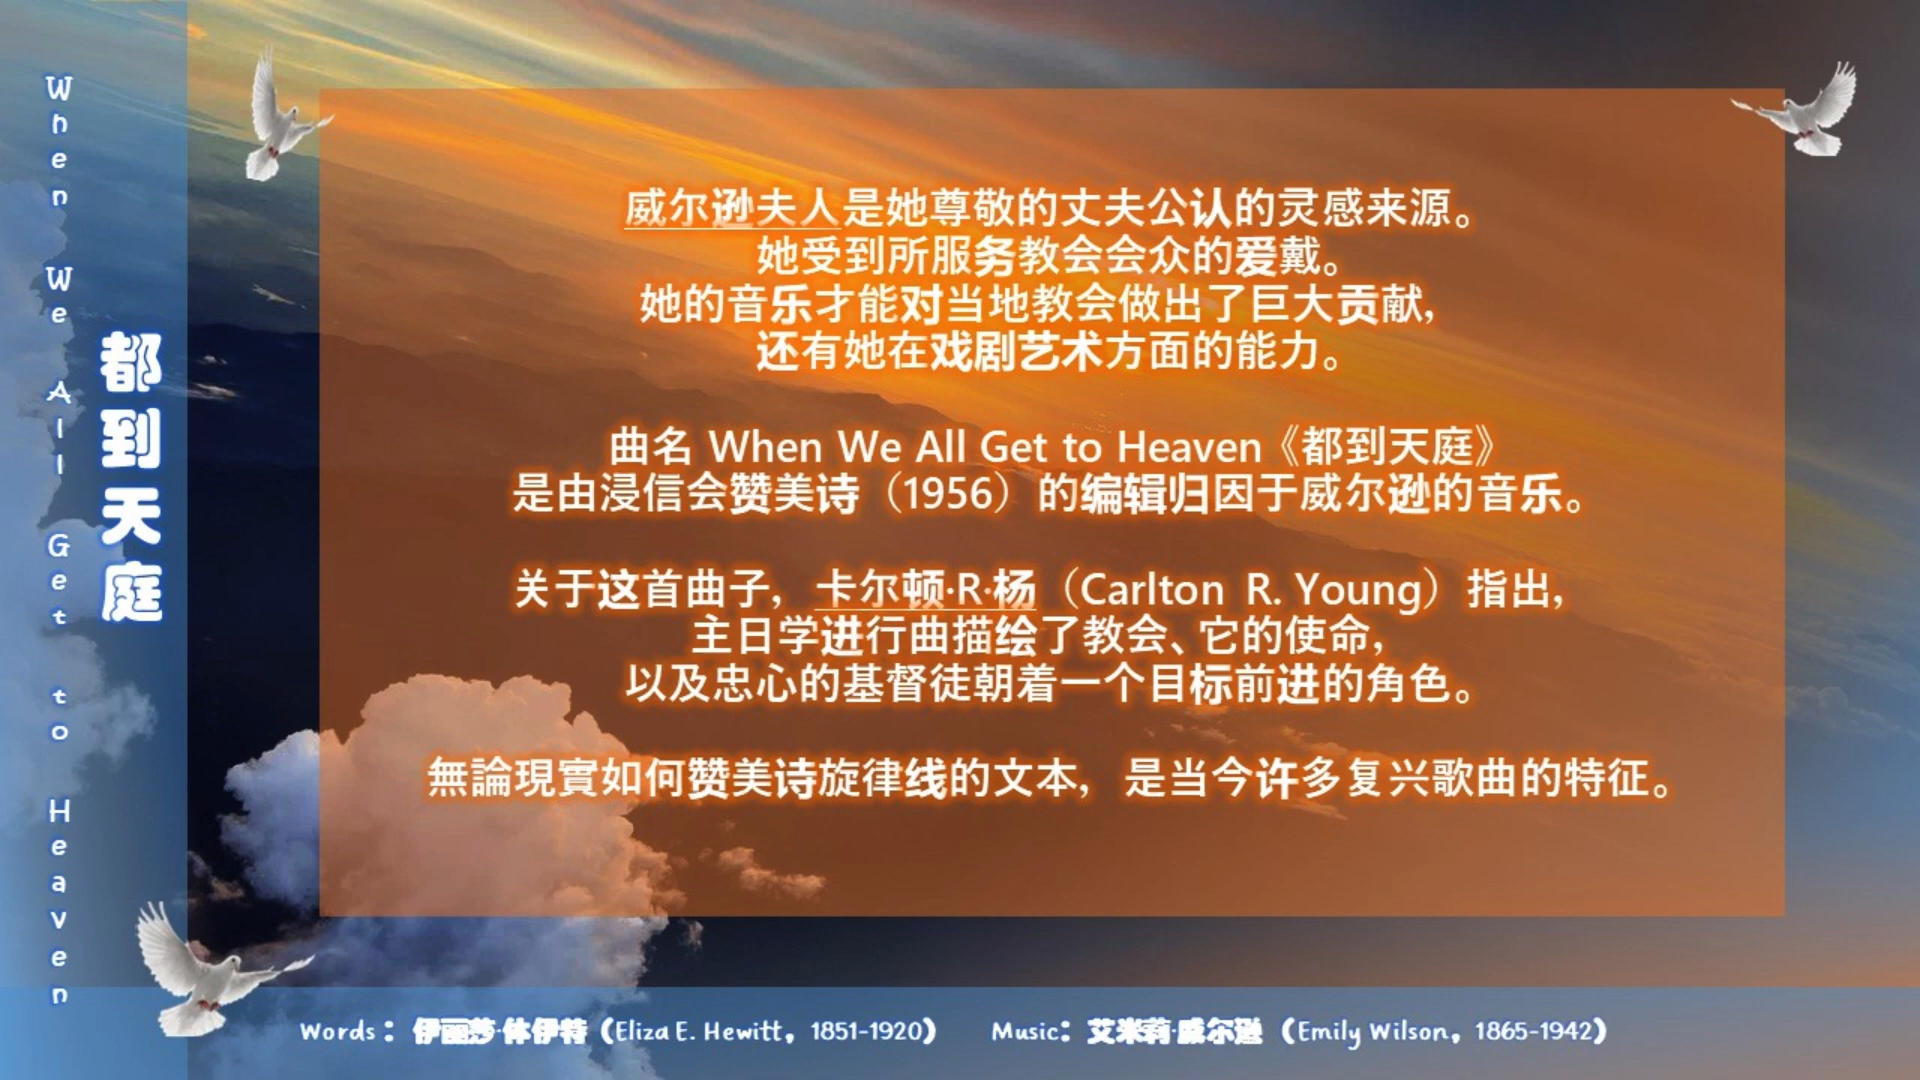 When We All Get to Heaven
都到天庭
威尔逊夫人是她尊敬的丈夫公认的灵感来源。
她受到所服务教会会众的爱戴。
她的音乐才能对当地教会做出了巨大贡献,
还有她在戏剧艺术方面的能力。
曲名 When We All Get to Heaven《都到天庭》
是由浸信会赞美诗（1956）的编辑归因于威尔逊的音乐。
关于这首曲子，卡尔顿·R·杨（Carlton R. Young）指出，
主日学进行曲描绘了教会、它的使命，
以及忠心的基督徒朝着一个目标前进的角色。
無論現實如何赞美诗旋律线的文本，是当今许多复兴歌曲的特征。
Words：伊丽莎·休伊特（Eliza E. Hewitt，1851-1920） Music：艾米莉·威尔逊（Emily Wilson，1865-1942）